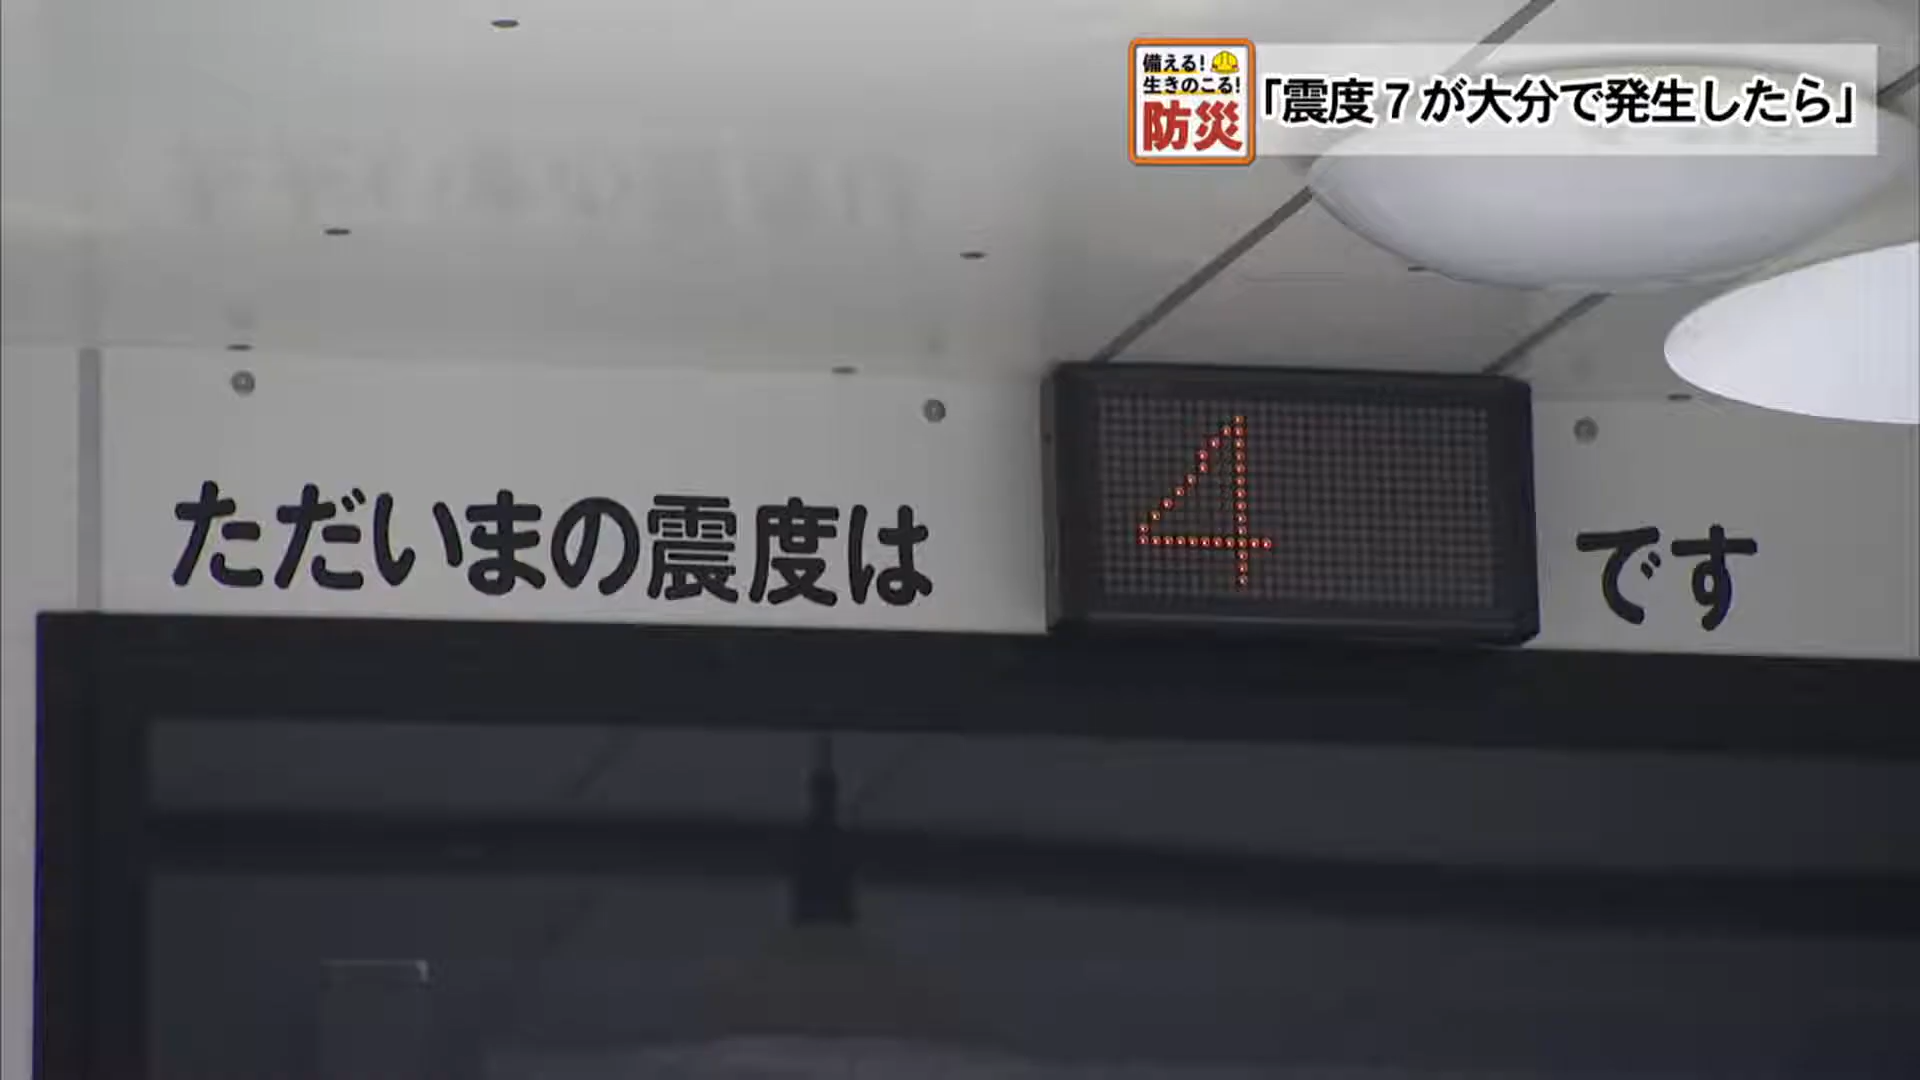 備える!
生きのこる!
防災
「震度7が大分で発生したら」
ただいまの震度は 4 です